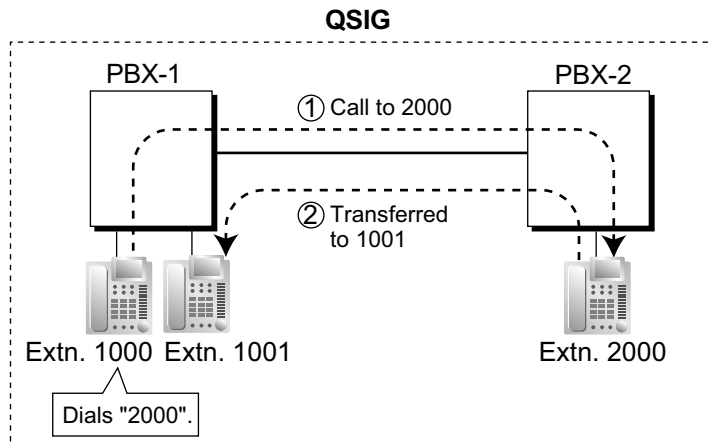 QSIG
PBX-1
PBX-2
① Call to 2000
② Transferred
to 1001
Extn. 1000
Extn. 1001
Extn. 2000
Dials "2000".